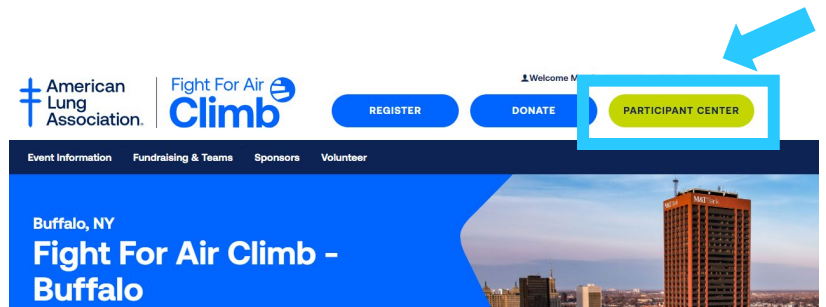 American
Lung
Association.
Fight For Air
Climb
Welcome
REGISTER
DONATE
PARTICIPANT CENTER
Event Information
Fundraising & Teams
Sponsors
Volunteer
Buffalo, NY
Fight For Air Climb -
Buffalo
M&T Bank